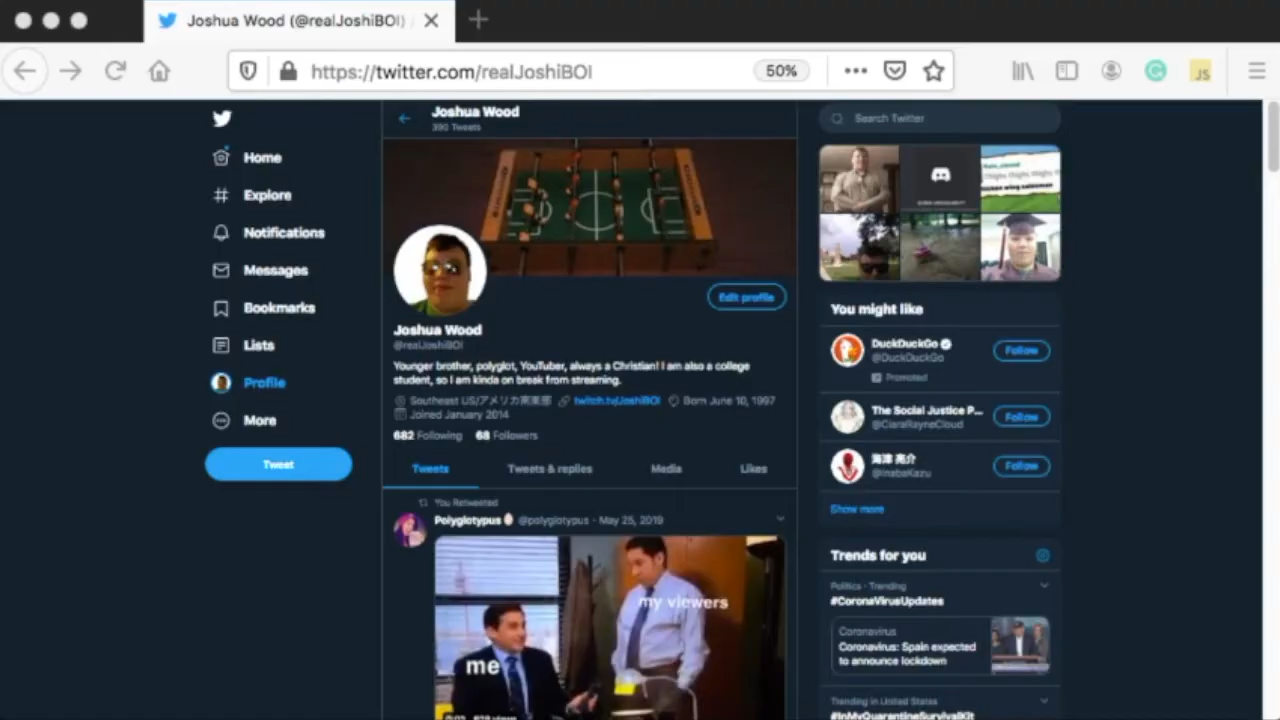 Joshua Wood (@realJoshiBOI) /
https://twitter.com/realJoshiBOI
50%
JS
Home
Explore
Notifications
Messages
Bookmarks
Lists
Profile
More
Tweet
Joshua Wood
390 Tweets
Edit profile
Joshua Wood
@realJoshiBOI
Younger brother, polyglot, YouTuber, always a Christian! I am also a college
student, so I am kinda on break from streaming.
Southeast US/アメリカ南東部 twitch.tv/JoshiBOI Born June 10, 1997
Joined January 2014
682 Following 68 Followers
Tweets Tweets & replies Media Likes
You Retweeted
Polyglotypus @polyglotypus · May 25, 2019
my viewers
me
Search Twitter
You might like
DuckDuckGo
@DuckDuckGo
Follow
Promoted
The Social Justice P...
@CiaraRayneCloud
Follow
海津 亮介
@InabaKazu
Follow
Show more
Trends for you
Politics · Trending
#CoronaVirusUpdates
Coronavirus
Coronavirus: Spain expected
to announce lockdown
Trending in United States
#InMyQuarantineSurvivalKit